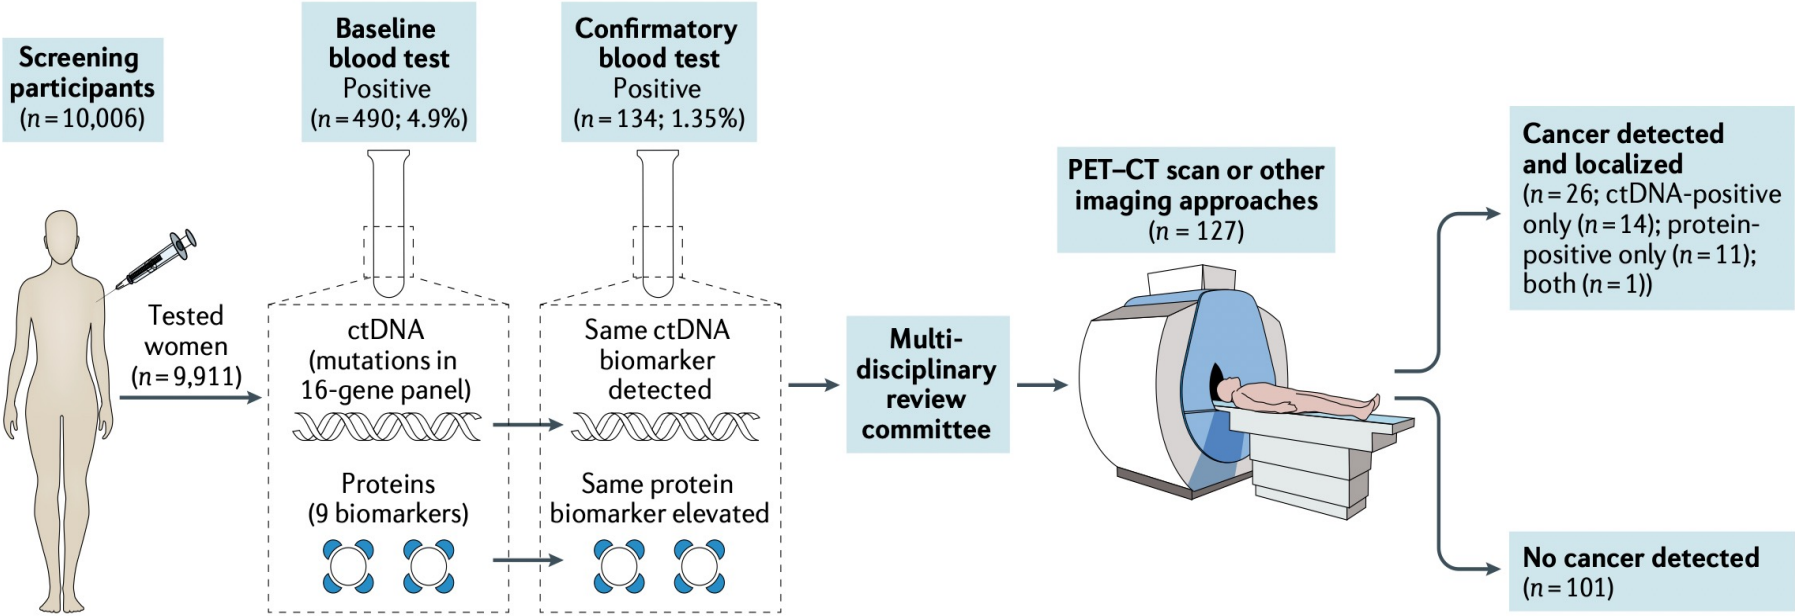 Screening
participants
(n = 10,006)
Tested
women
(n = 9,911)
Baseline
blood test
Positive
(n = 490; 4.9%)
ctDNA
(mutations in
16-gene panel)
Proteins
(9 biomarkers)
Confirmatory
blood test
Positive
(n = 134; 1.35%)
Same ctDNA
biomarker
detected
Same protein
biomarker elevated
Multi-
disciplinary
review
committee
PET–CT scan or other
imaging approaches
(n = 127)
Cancer detected
and localized
(n = 26; ctDNA-positive
only (n = 14); protein-
positive only (n = 11);
both (n = 1))
No cancer detected
(n = 101)